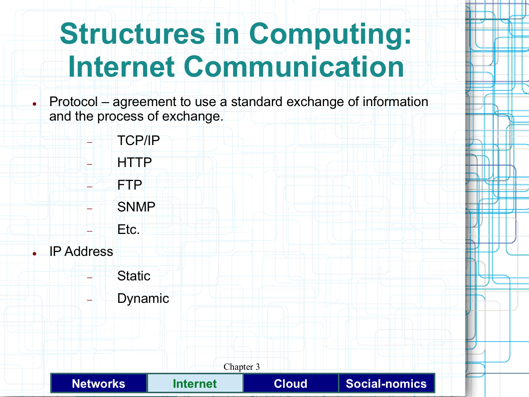 Structures in Computing:
Internet Communication
● Protocol – agreement to use a standard exchange of information
and the process of exchange.
– TCP/IP
– HTTP
– FTP
– SNMP
– Etc.
● IP Address
– Static
– Dynamic
Chapter 3
Networks Internet Cloud Social-nomics